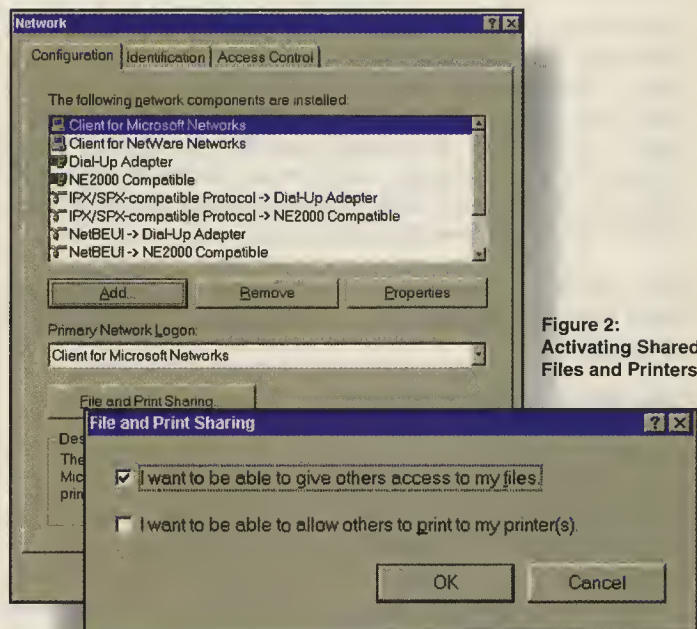 Network
Configuration Identification Access Control
The following network components are installed:
Client for Microsoft Networks
Client for NetWare Networks
Dial-Up Adapter
NE2000 Compatible
IPX/SPX-compatible Protocol -> Dial-Up Adapter
IPX/SPX-compatible Protocol -> NE2000 Compatible
NetBEUI -> Dial-Up Adapter
NetBEUI -> NE2000 Compatible
Add... Remove Properties
Primary Network Logon:
Client for Microsoft Networks
File and Print Sharing...
Figure 2:
Activating Shared
Files and Printers
File and Print Sharing
Des
The
Mic
prin
I want to be able to give others access to my files.
I want to be able to allow others to print to my printer(s).
OK Cancel